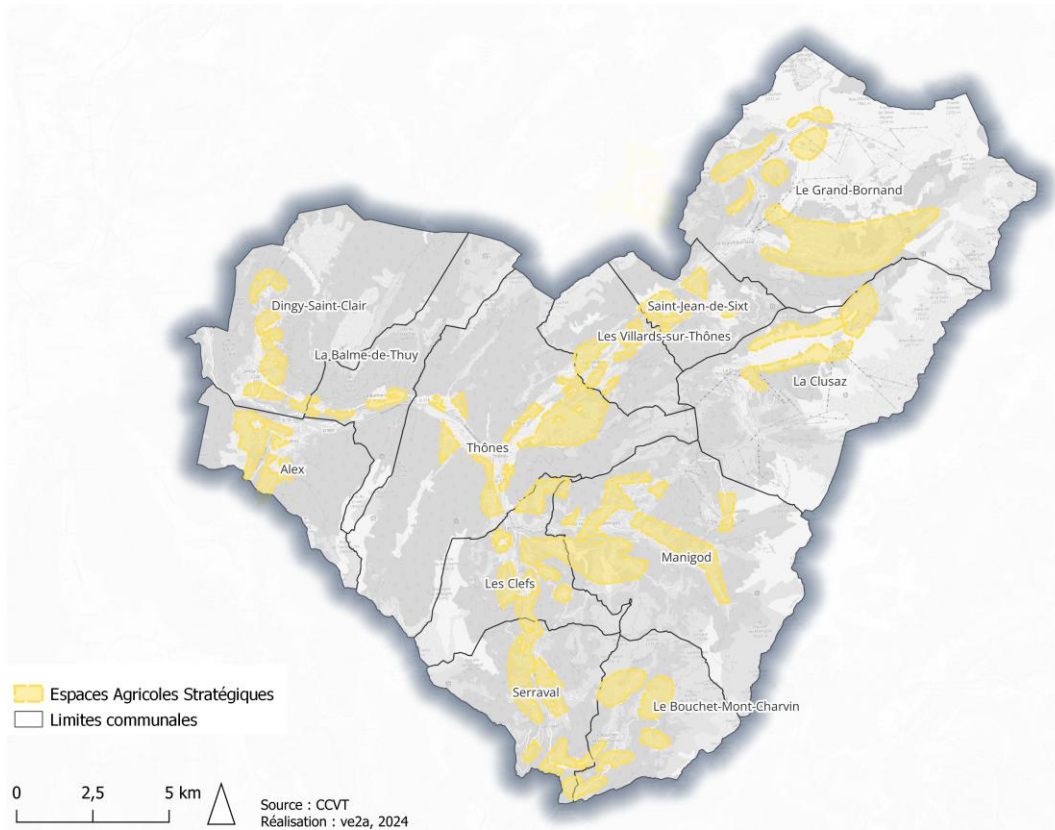 Le Grand-Bornand
Saint-Jean-de-Sixt
Dingy-Saint-Clair
Les Villards-sur-Thônes
La Balme-de-Thuy
La Clusaz
Thônes
Alex
Manigod
Les Clefs
Serraval
Le Bouchet-Mont-Charvin
Espaces Agricoles Stratégiques
Limites communales
0 2,5 5 km
Source : CCVT
Réalisation : ve2a, 2024